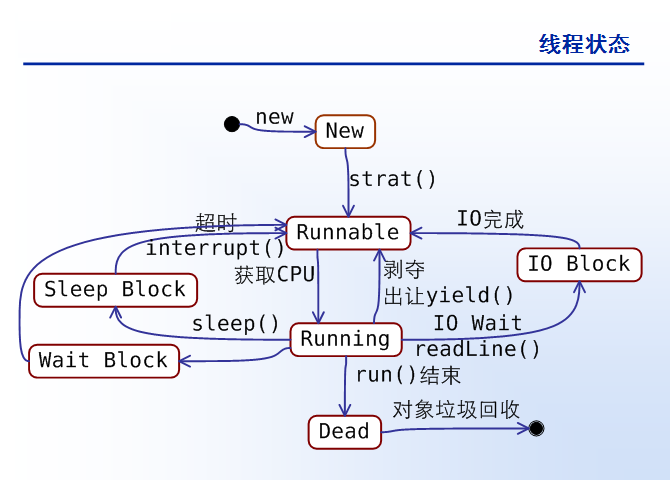 线程状态
new
New
strat()
超时
Runnable
IO完成
interrupt()
获取CPU
剥夺
出让yield()
IO Block
Sleep Block
sleep()
Running
IO Wait
readLine()
Wait Block
run()结束
Dead
对象垃圾回收